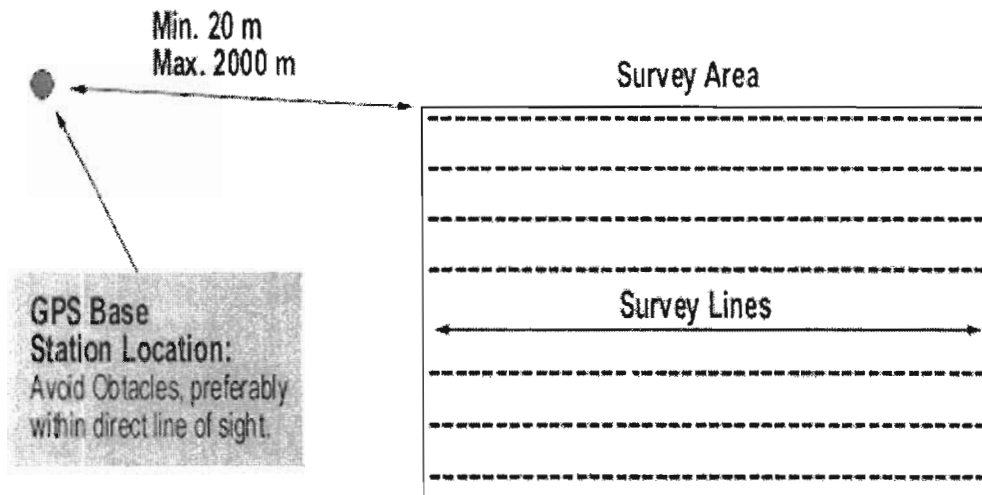 Min. 20 m
Max. 2000 m
Survey Area
Survey Lines
GPS Base
Station Location:
Avoid Obtacles, preferably
within direct line of sight.